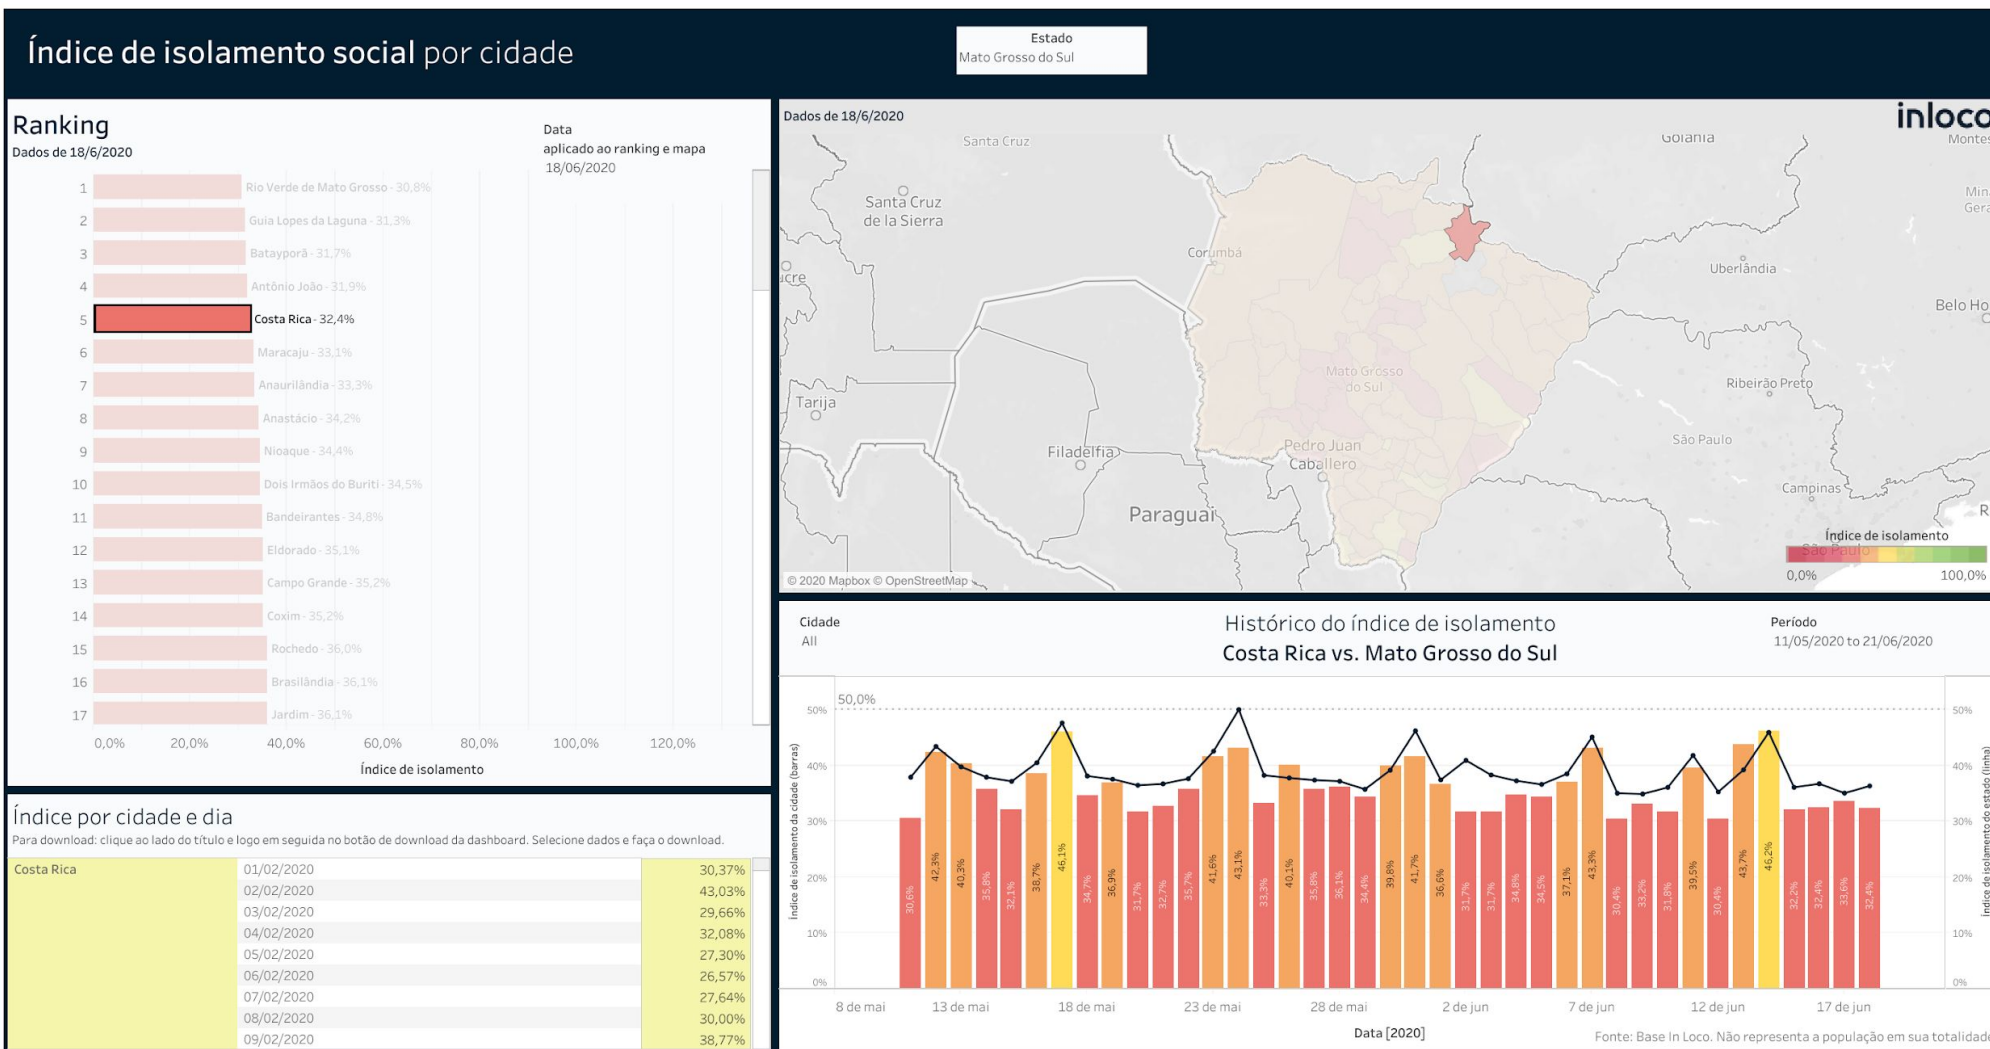 Índice de isolamento social por cidade
Estado
Mato Grosso do Sul
Ranking
Dados de 18/6/2020
Data
aplicado ao ranking e mapa
18/06/2020
1 Rio Verde de Mato Grosso - 30,8%
2 Guia Lopes da Laguna - 31,3%
3 Batayporã - 31,7%
4 Antônio João - 31,9%
5 Costa Rica - 32,4%
6 Maracaju - 33,1%
7 Anaurilândia - 33,3%
8 Anastácio - 34,2%
9 Nioaque - 34,4%
10 Dois Irmãos do Buriti - 34,5%
11 Bandeirantes - 34,8%
12 Eldorado - 35,1%
13 Campo Grande - 35,2%
14 Coxim - 35,2%
15 Rochedo - 36,0%
16 Brasilândia - 36,1%
17 Jardim - 36,1%
0,0% 20,0% 40,0% 60,0% 80,0% 100,0% 120,0%
Índice de isolamento
Índice por cidade e dia
Para download: clique ao lado do título e logo em seguida no botão de download da dashboard. Selecione dados e faça o download.
Costa Rica 01/02/2020 30,37%
02/02/2020 43,03%
03/02/2020 29,66%
04/02/2020 32,08%
05/02/2020 27,30%
06/02/2020 26,57%
07/02/2020 27,64%
08/02/2020 30,00%
09/02/2020 38,77%
Dados de 18/6/2020
inloco
Santa Cruz
Goiânia
Montes
Santa Cruz
de la Sierra
Min
Gera
Corumbá
Uberlândia
cre
Belo Ho
Mato Grosso
do Sul
Ribeirão Preto
Tarija
São Paulo
Pedro Juan
Caballero
Filadélfia
Campinas
Paraguai
R
Índice de isolamento
São Paulo
0,0% 100,0%
© 2020 Mapbox © OpenStreetMap
Cidade
All
Histórico do índice de isolamento
Costa Rica vs. Mato Grosso do Sul
Período
11/05/2020 to 21/06/2020
50,0%
50% 50%
40% 40%
30% 30%
20% 20%
10% 10%
0% 0%
Índice de isolamento da cidade (barras)
Índice de isolamento do estado (linha)
30,6% 42,3% 40,3% 35,8% 32,1% 38,7% 46,1% 34,7% 36,9% 31,7% 32,7% 35,7% 41,6% 43,1% 33,3% 40,1% 35,8% 36,1% 34,4% 39,8% 41,7% 36,6% 31,7% 31,7% 34,8% 34,5% 37,1% 43,3% 30,4% 33,2% 31,8% 39,5% 30,4% 43,7% 46,2% 32,2% 32,4% 33,6% 32,4%
8 de mai 13 de mai 18 de mai 23 de mai 28 de mai 2 de jun 7 de jun 12 de jun 17 de jun
Data [2020]
Fonte: Base In Loco. Não representa a população em sua totalidade